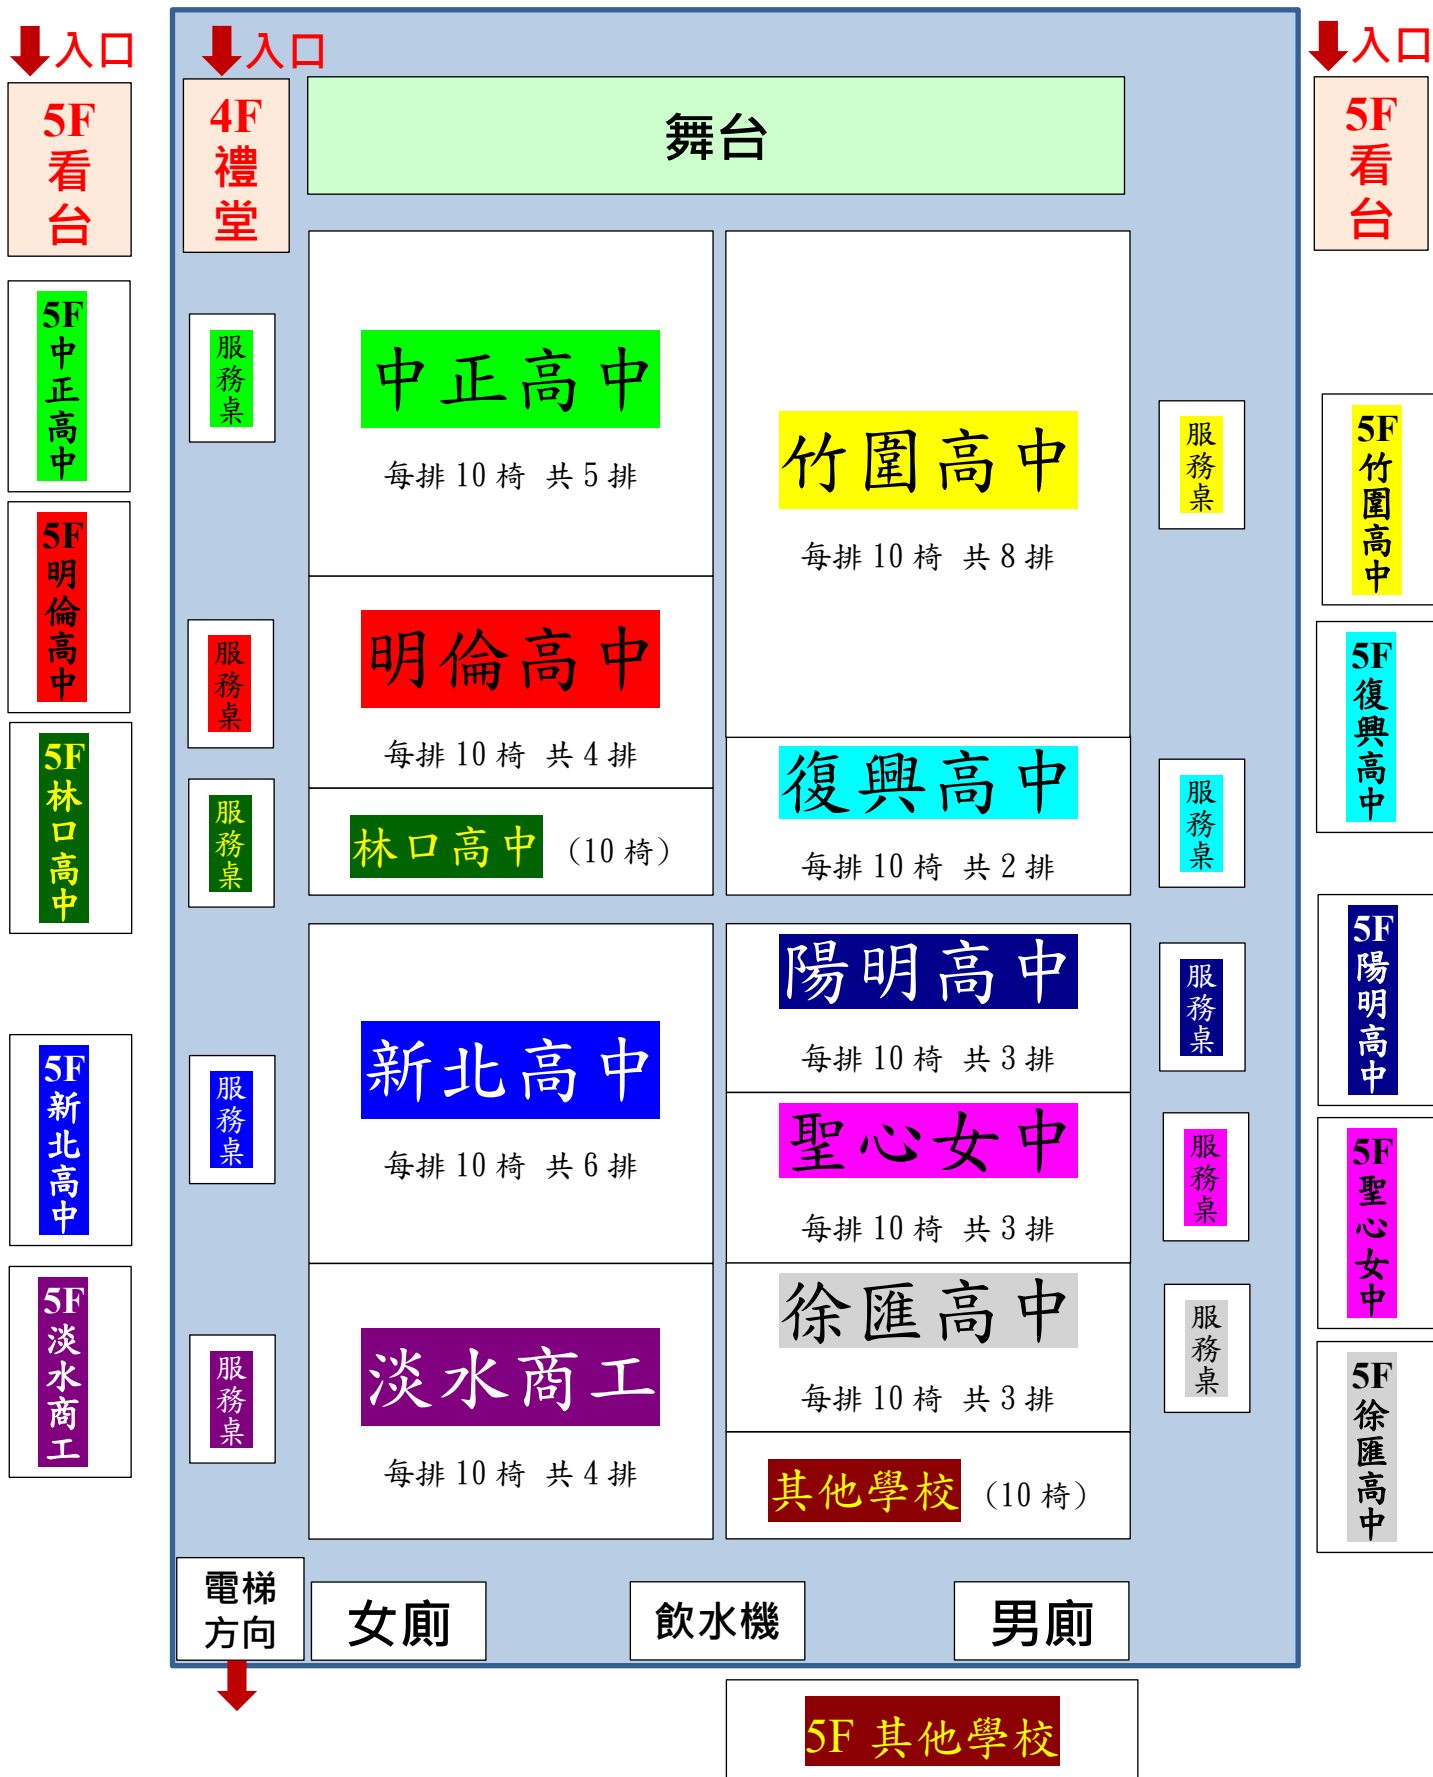 入口
入口
入口
5F
看
台
4F
禮
堂
舞台
5F
看
台
5F
中
正
高
中
服
務
桌
中正高中
每排 10 椅 共 5 排
竹圍高中
每排 10 椅 共 8 排
服
務
桌
5F
竹
圍
高
中
5F
明
倫
高
中
服
務
桌
明倫高中
每排 10 椅 共 4 排
5F
復
興
高
中
5F
林
口
高
中
服
務
桌
林口高中 (10 椅)
復興高中
每排 10 椅 共 2 排
服
務
桌
陽明高中
每排 10 椅 共 3 排
服
務
桌
5F
陽
明
高
中
5F
新
北
高
中
服
務
桌
新北高中
每排 10 椅 共 6 排
聖心女中
每排 10 椅 共 3 排
服
務
桌
5F
聖
心
女
中
5F
淡
水
商
工
服
務
桌
淡水商工
每排 10 椅 共 4 排
徐匯高中
每排 10 椅 共 3 排
服
務
桌
5F
徐
匯
高
中
其他學校 (10 椅)
電梯
方向
女廁
飲水機
男廁
5F 其他學校